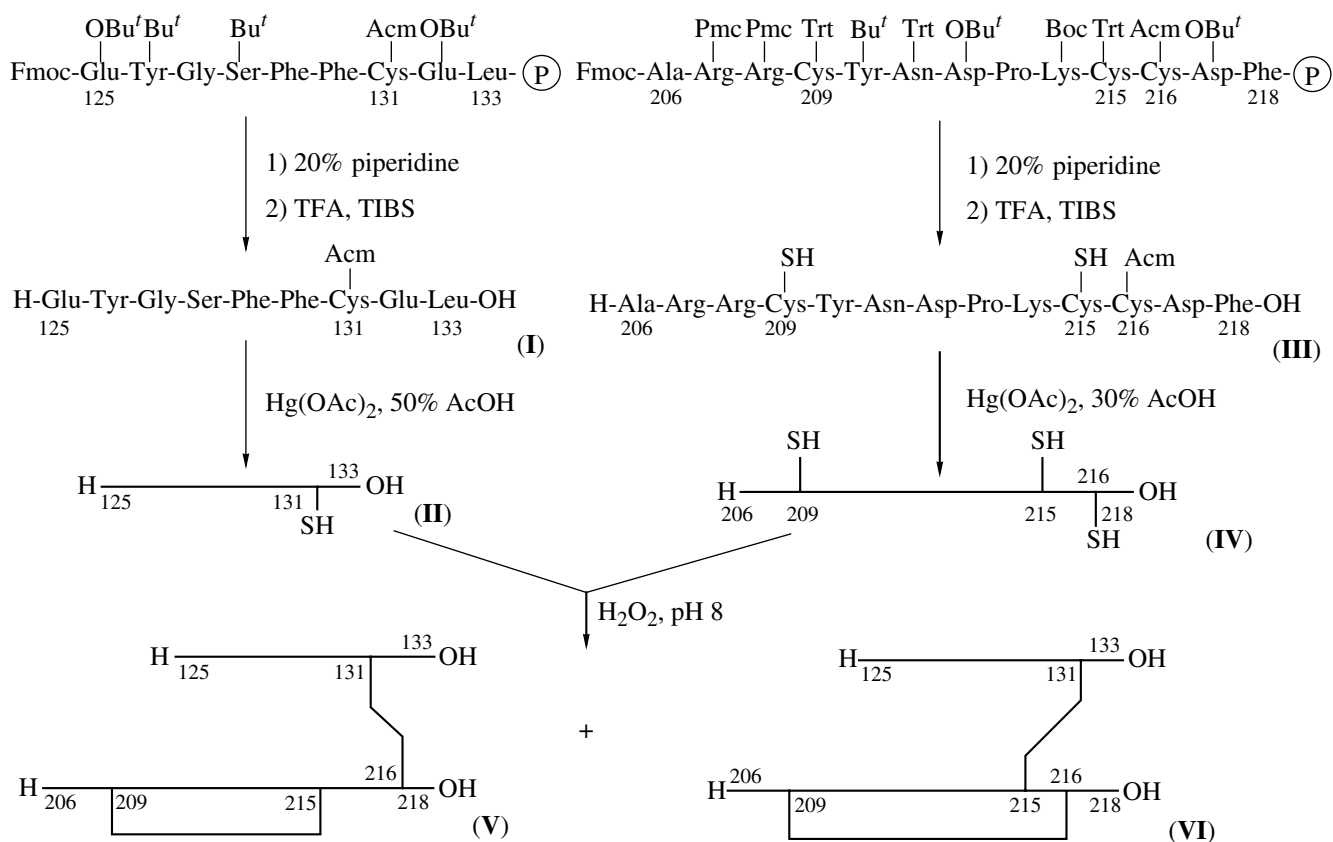 OBuᵗ Buᵗ Buᵗ Acm OBuᵗ
Fmoc-Glu-Tyr-Gly-Ser-Phe-Phe-Cys-Glu-Leu- P
125 131 133
Pmc Pmc Trt Buᵗ Trt OBuᵗ Boc Trt Acm OBuᵗ
Fmoc-Ala-Arg-Arg-Cys-Tyr-Asn-Asp-Pro-Lys-Cys-Cys-Asp-Phe- P
206 209 215 216 218
1) 20% piperidine
2) TFA, TIBS
1) 20% piperidine
2) TFA, TIBS
Acm
H-Glu-Tyr-Gly-Ser-Phe-Phe-Cys-Glu-Leu-OH
125 131 133
(I)
SH SH Acm
H-Ala-Arg-Arg-Cys-Tyr-Asn-Asp-Pro-Lys-Cys-Cys-Asp-Phe-OH
206 209 215 216 218
(III)
Hg(OAc)₂, 50% AcOH
Hg(OAc)₂, 30% AcOH
133
H OH
125 131
SH
(II)
SH SH
216
H OH
206 209 215 218
SH
(IV)
H₂O₂, pH 8
133
H OH
125 131
216
H OH
206 209 215 218
(V)
+
133
H OH
125 131
206 216
H OH
209 215 218
(VI)